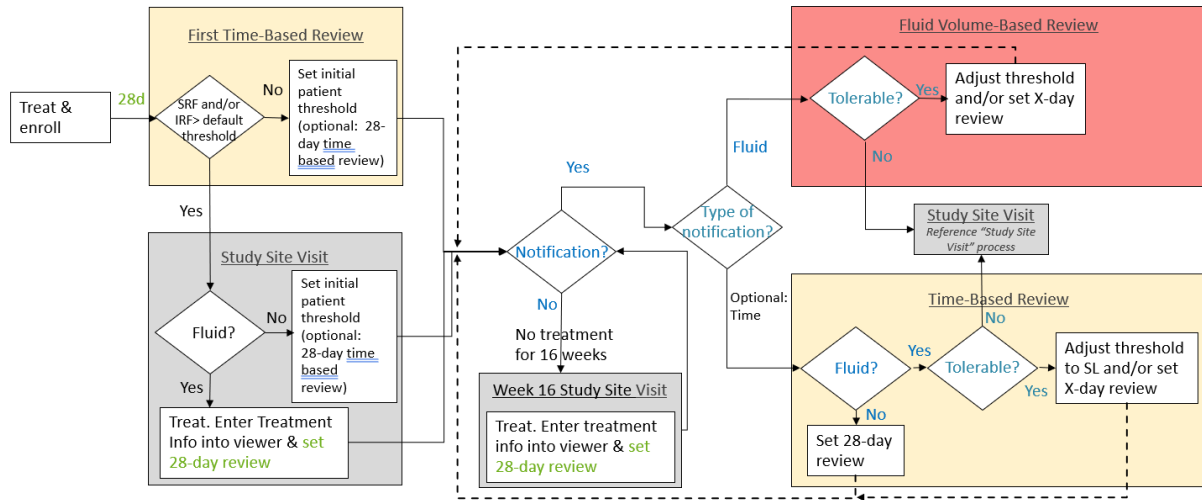 First Time-Based Review
Treat &
enroll
28d
SRF and/or
IRF> default
threshold
No
Set initial
patient
threshold
(optional: 28-
day time
based review)
Yes
Study Site Visit
Fluid?
No
Set initial
patient
threshold
(optional:
28-day time
based
review)
Yes
Treat. Enter Treatment
Info into viewer & set
28-day review
Notification?
Yes
No
No treatment
for 16 weeks
Week 16 Study Site Visit
Treat. Enter treatment
info into viewer & set
28-day review
Type of
notification?
Fluid
Optional:
Time
Fluid Volume-Based Review
Tolerable?
Yes
Adjust threshold
and/or set X-day
review
No
Study Site Visit
Reference “Study Site
Visit” process
Time-Based Review
Fluid?
Yes
No
Set 28-day
review
Tolerable?
No
Yes
Adjust threshold
to SL and/or set
X-day review